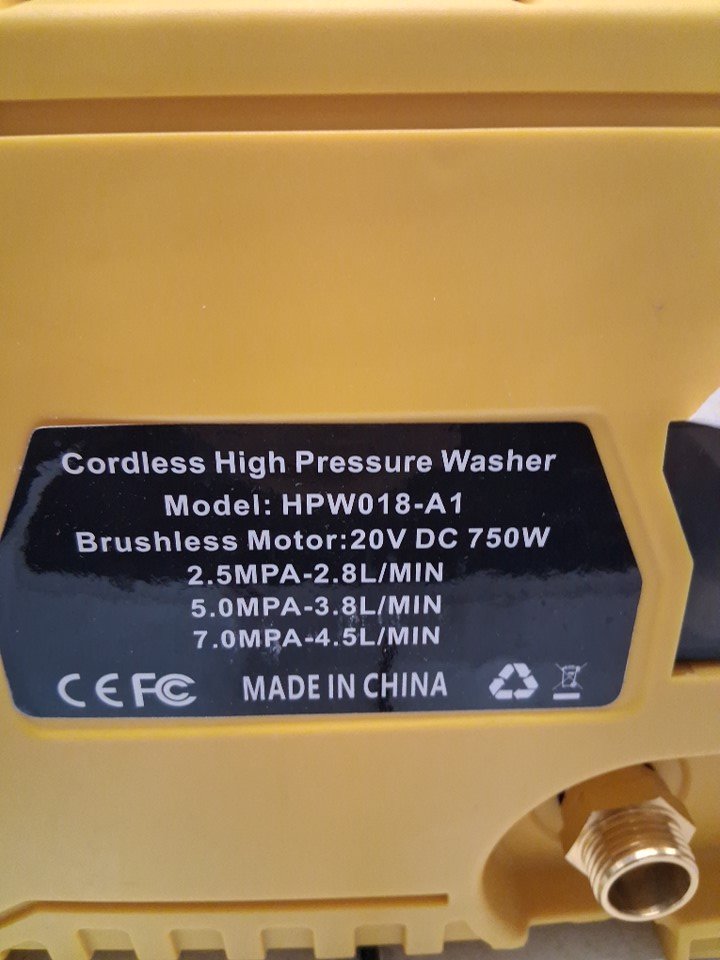 Cordless High Pressure Washer
Model: HPW018-A1
Brushless Motor:20V DC 750W
2.5MPA-2.8L/MIN
5.0MPA-3.8L/MIN
7.0MPA-4.5L/MIN
CE FC MADE IN CHINA